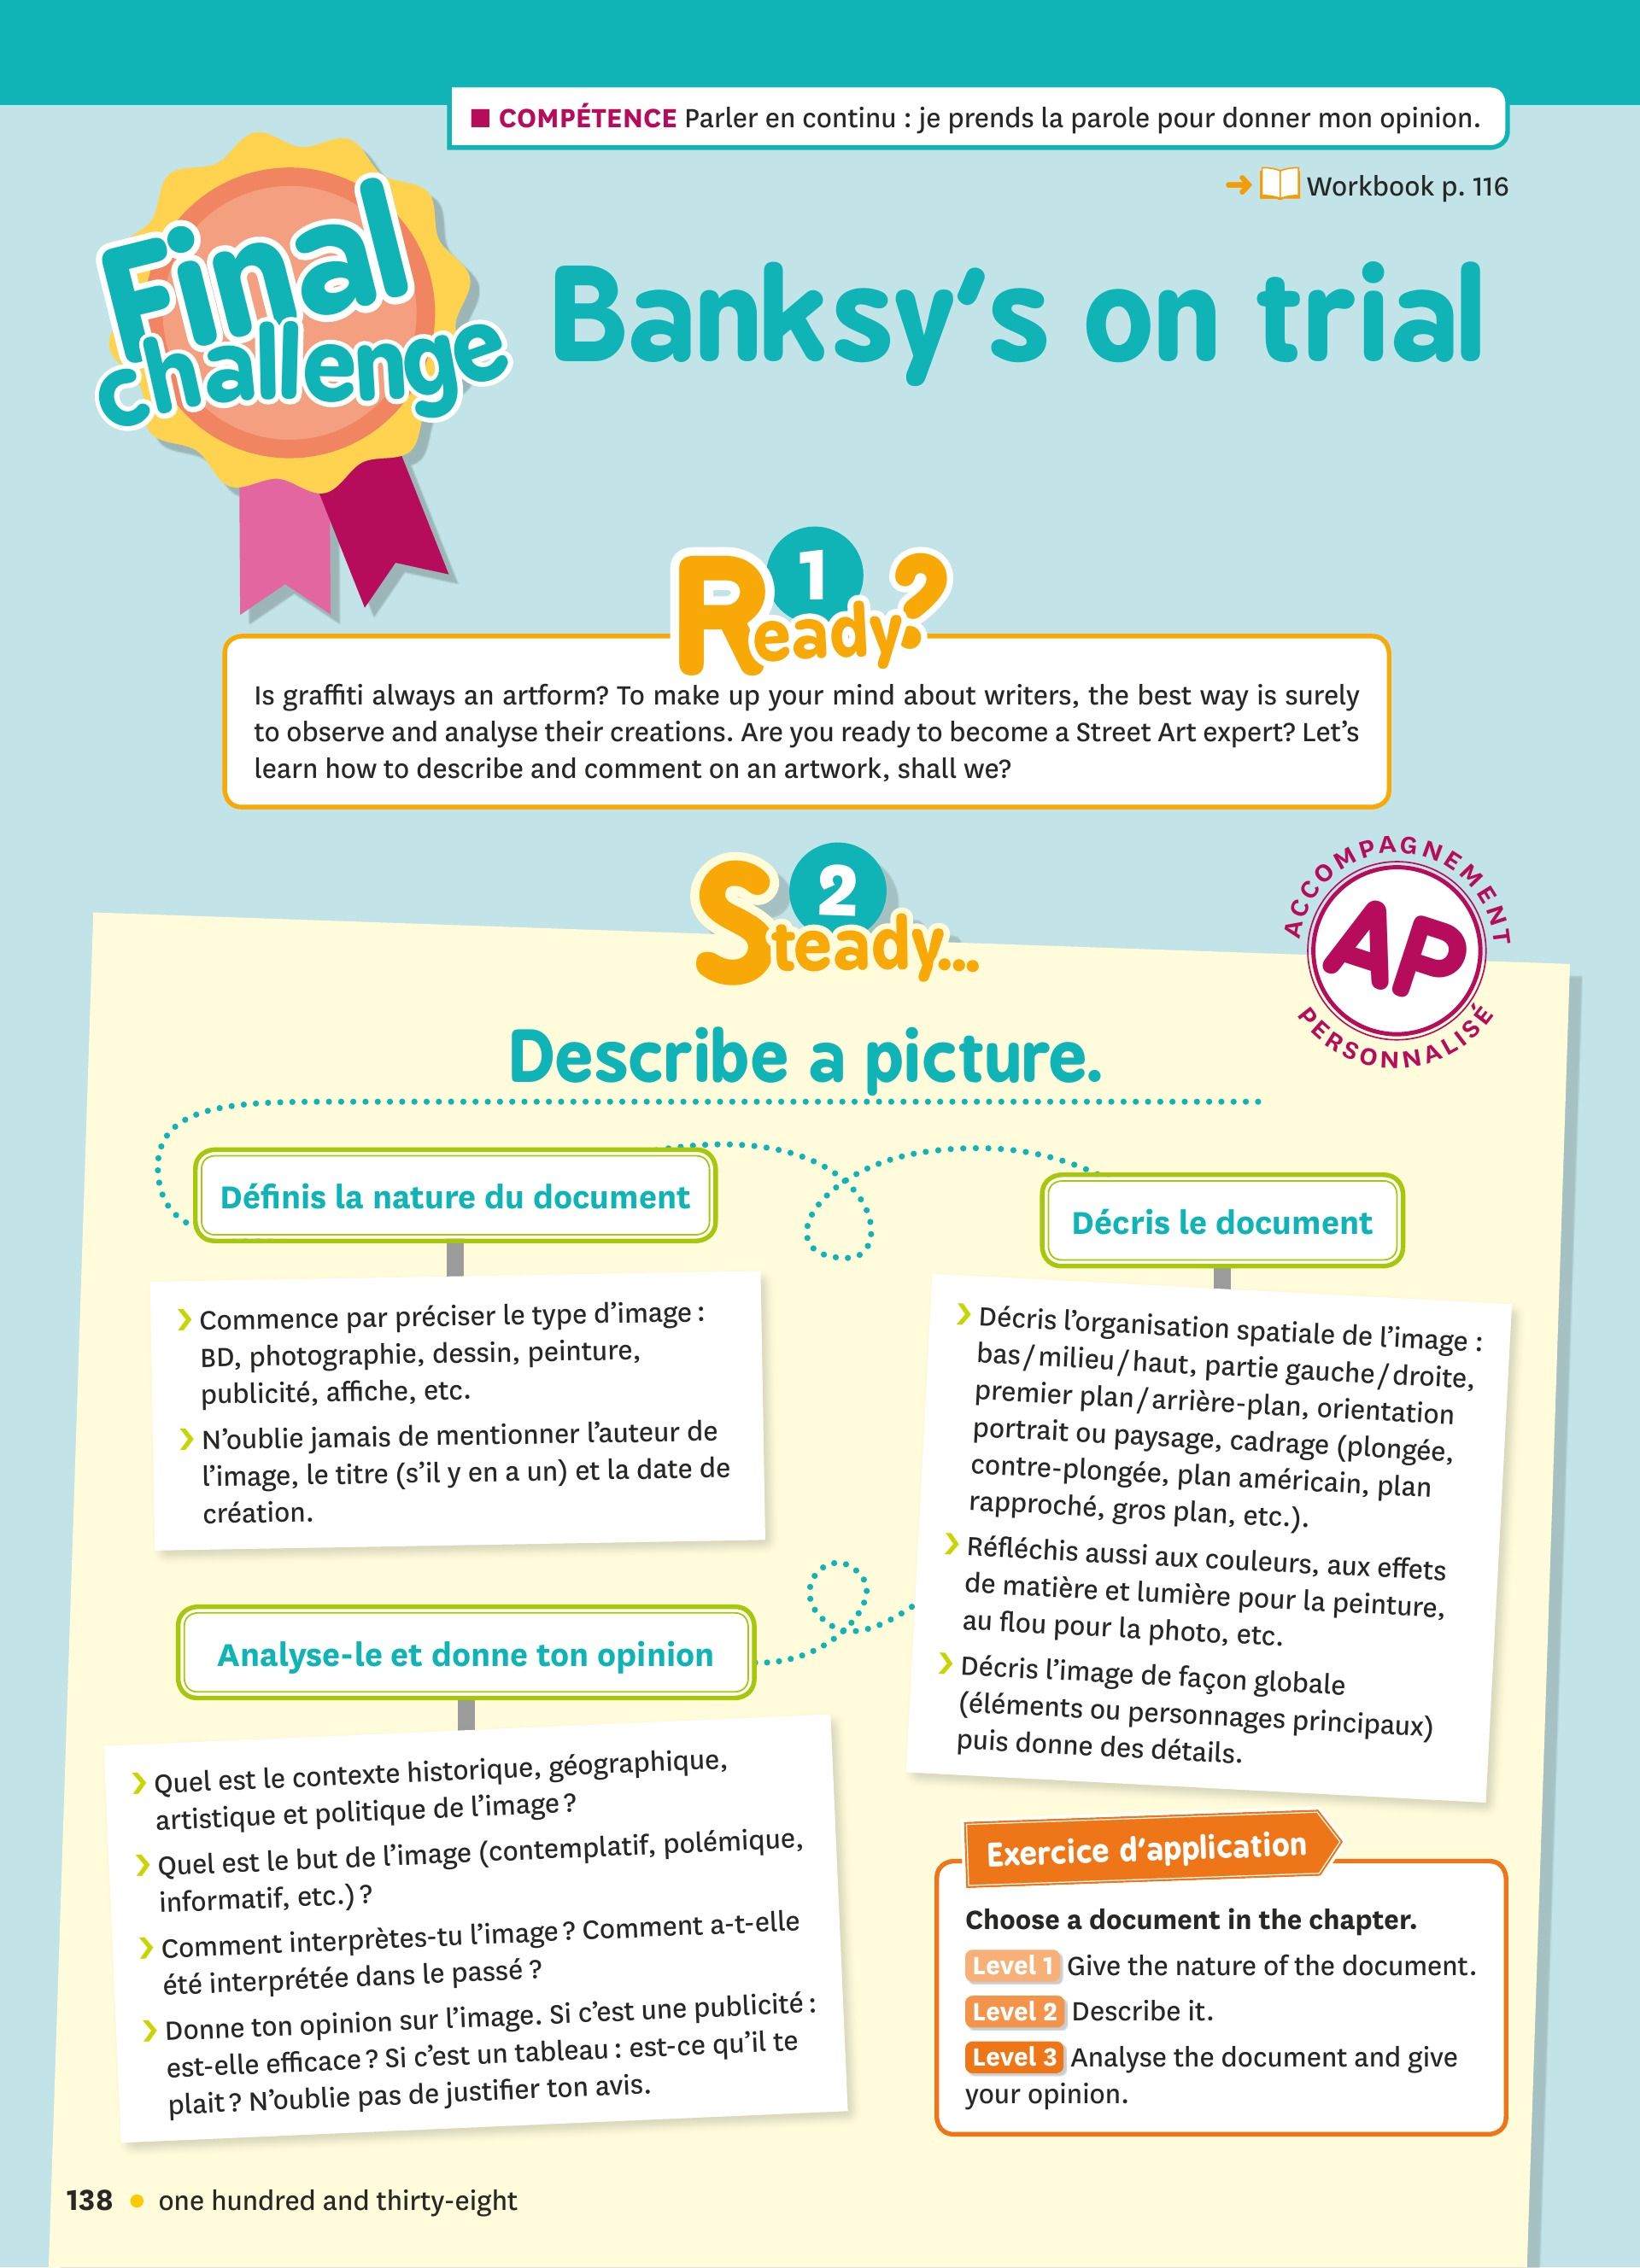 ■ COMPÉTENCE Parler en continu : je prends la parole pour donner mon opinion.
➜ Workbook p. 116
Final
challenge
Banksy's on trial
1
Ready?
Is graffiti always an artform? To make up your mind about writers, the best way is surely
to observe and analyse their creations. Are you ready to become a Street Art expert? Let's
learn how to describe and comment on an artwork, shall we?
2
Steady...
ACCOMPAGNEMENT
AP
PERSONNALISÉ
Describe a picture.
Définis la nature du document
❯ Commence par préciser le type d'image :
BD, photographie, dessin, peinture,
publicité, affiche, etc.
❯ N'oublie jamais de mentionner l'auteur de
l'image, le titre (s'il y en a un) et la date de
création.
Décris le document
❯ Décris l'organisation spatiale de l'image :
bas/milieu/haut, partie gauche/droite,
premier plan/arrière-plan, orientation
portrait ou paysage, cadrage (plongée,
contre-plongée, plan américain, plan
rapproché, gros plan, etc.).
❯ Réfléchis aussi aux couleurs, aux effets
de matière et lumière pour la peinture,
au flou pour la photo, etc.
❯ Décris l'image de façon globale
(éléments ou personnages principaux)
puis donne des détails.
Analyse-le et donne ton opinion
❯ Quel est le contexte historique, géographique,
artistique et politique de l'image ?
❯ Quel est le but de l'image (contemplatif, polémique,
informatif, etc.) ?
❯ Comment interprètes-tu l'image ? Comment a-t-elle
été interprétée dans le passé ?
❯ Donne ton opinion sur l'image. Si c'est une publicité :
est-elle efficace ? Si c'est un tableau : est-ce qu'il te
plait ? N'oublie pas de justifier ton avis.
Exercice d'application
Choose a document in the chapter.
Level 1 Give the nature of the document.
Level 2 Describe it.
Level 3 Analyse the document and give
your opinion.
138 • one hundred and thirty-eight